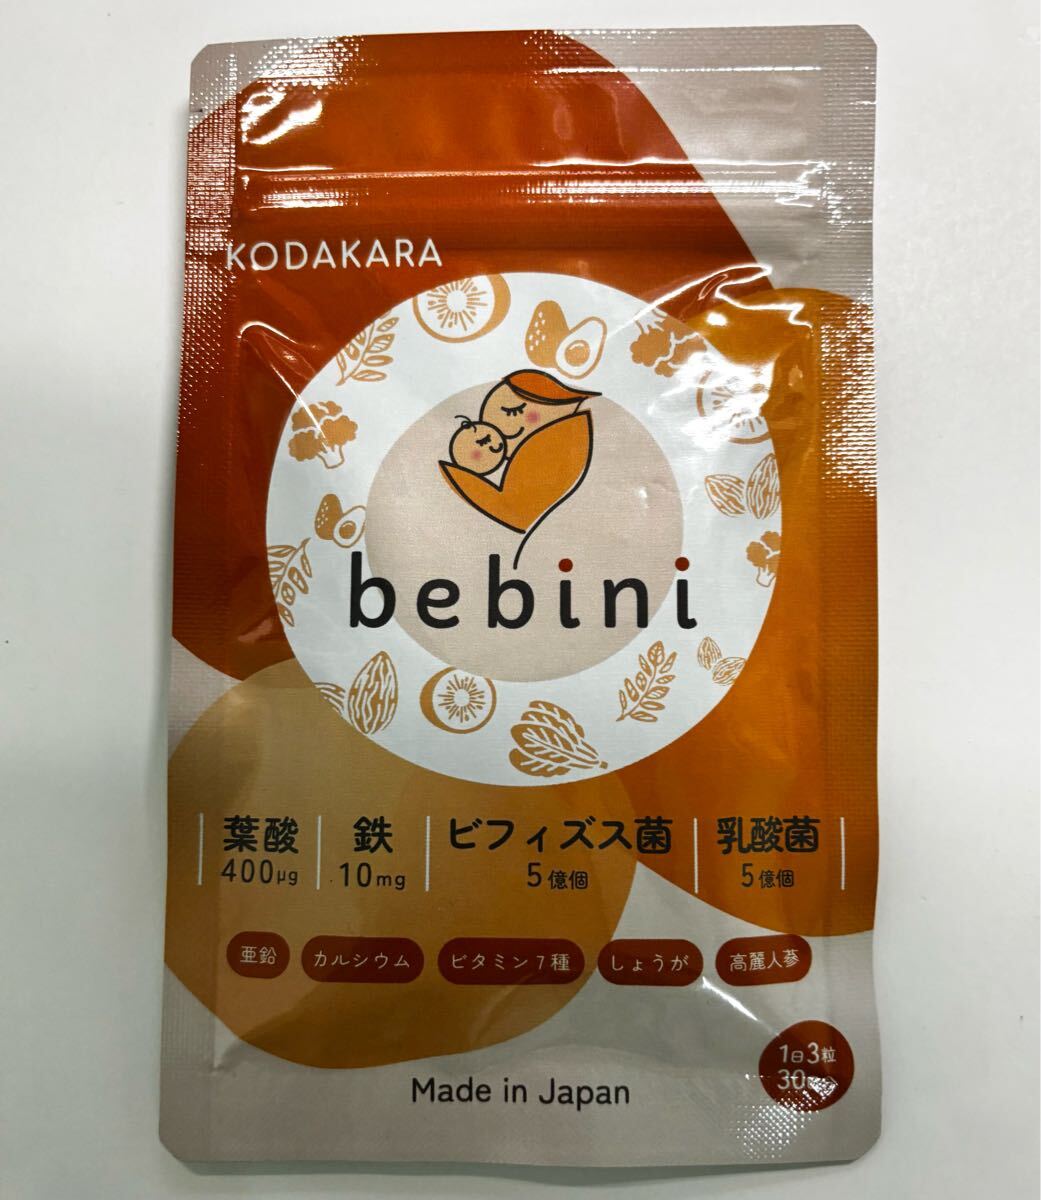 KODAKARA
bebini
葉酸 鉄 ビフィズス菌 乳酸菌
400μg 10mg 5億個 5億個
亜鉛 カルシウム ビタミン7種 しょうが 高麗人参
1日3粒
30
Made in Japan